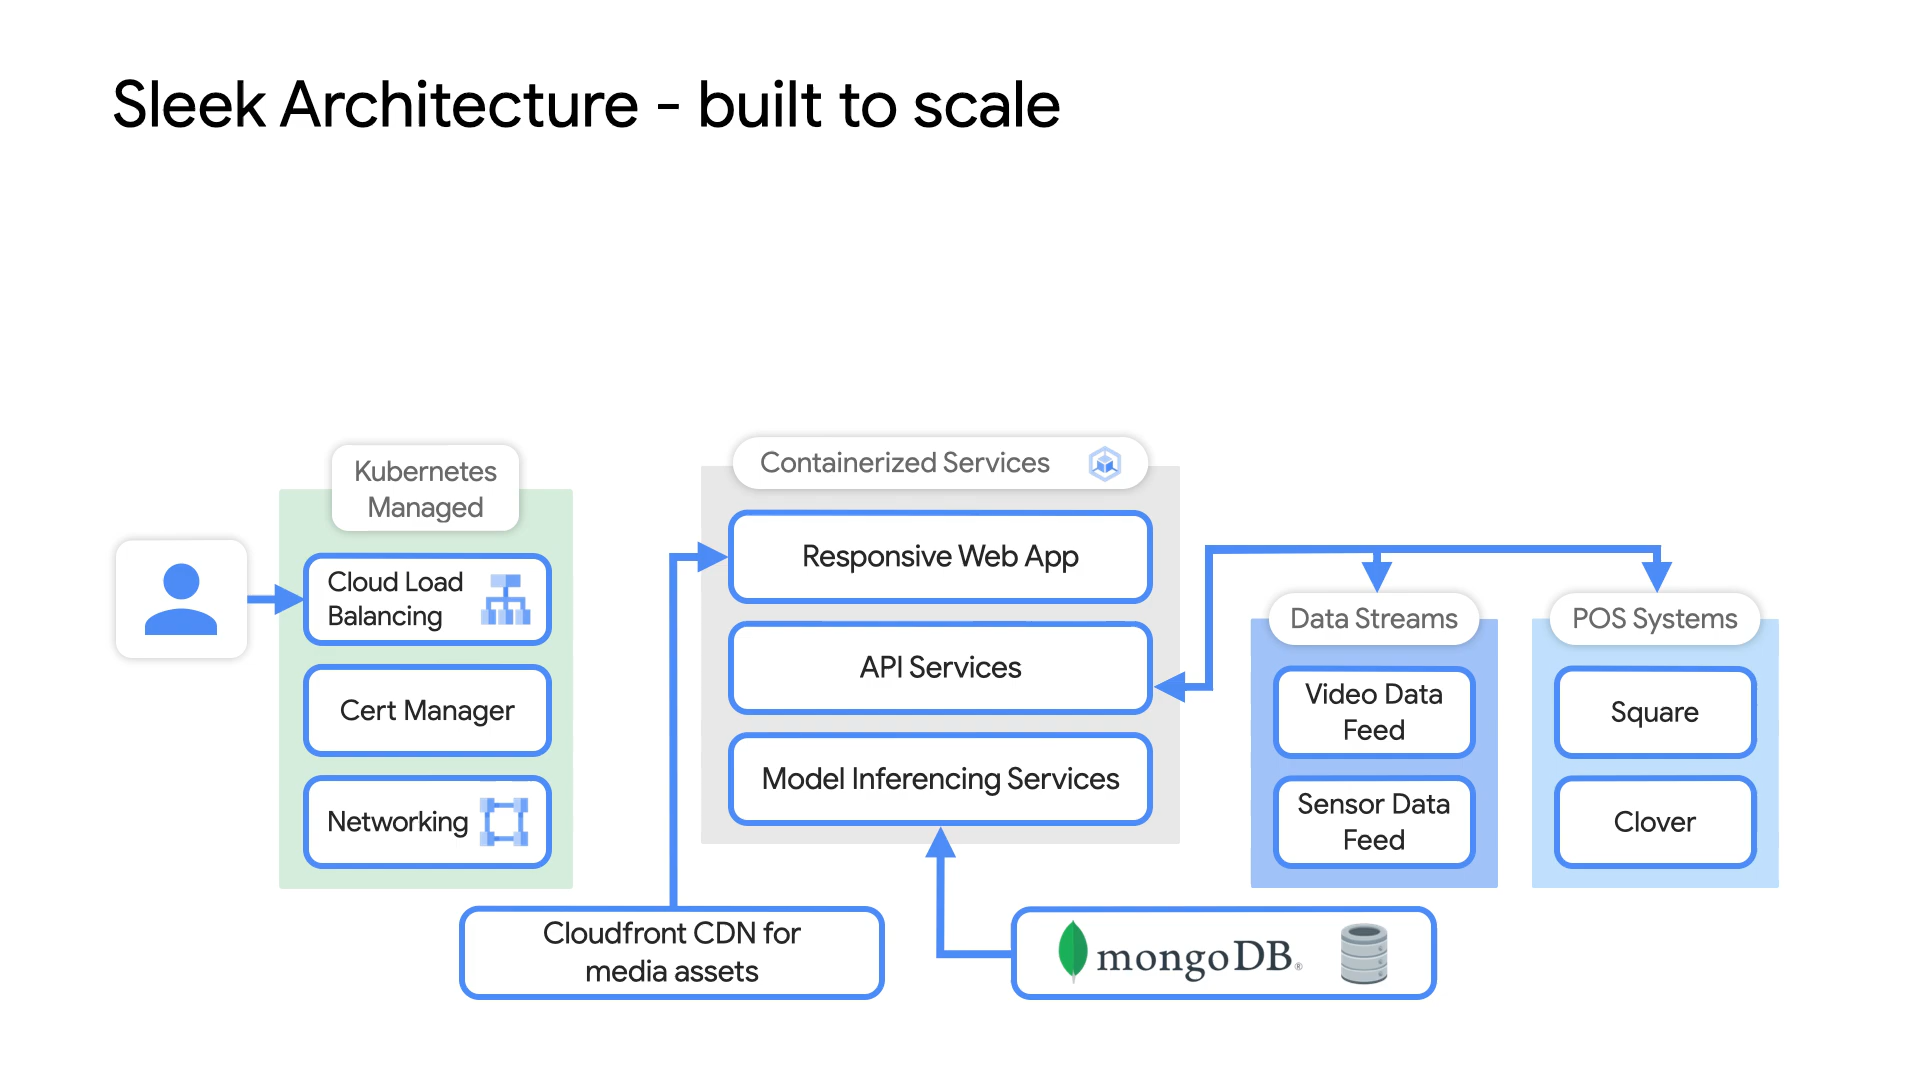 Sleek Architecture - built to scale
Kubernetes
Managed
Cloud Load
Balancing
Cert Manager
Networking
Containerized Services
Responsive Web App
API Services
Model Inferencing Services
Data Streams
Video Data
Feed
Sensor Data
Feed
POS Systems
Square
Clover
Cloudfront CDN for
media assets
mongoDB®